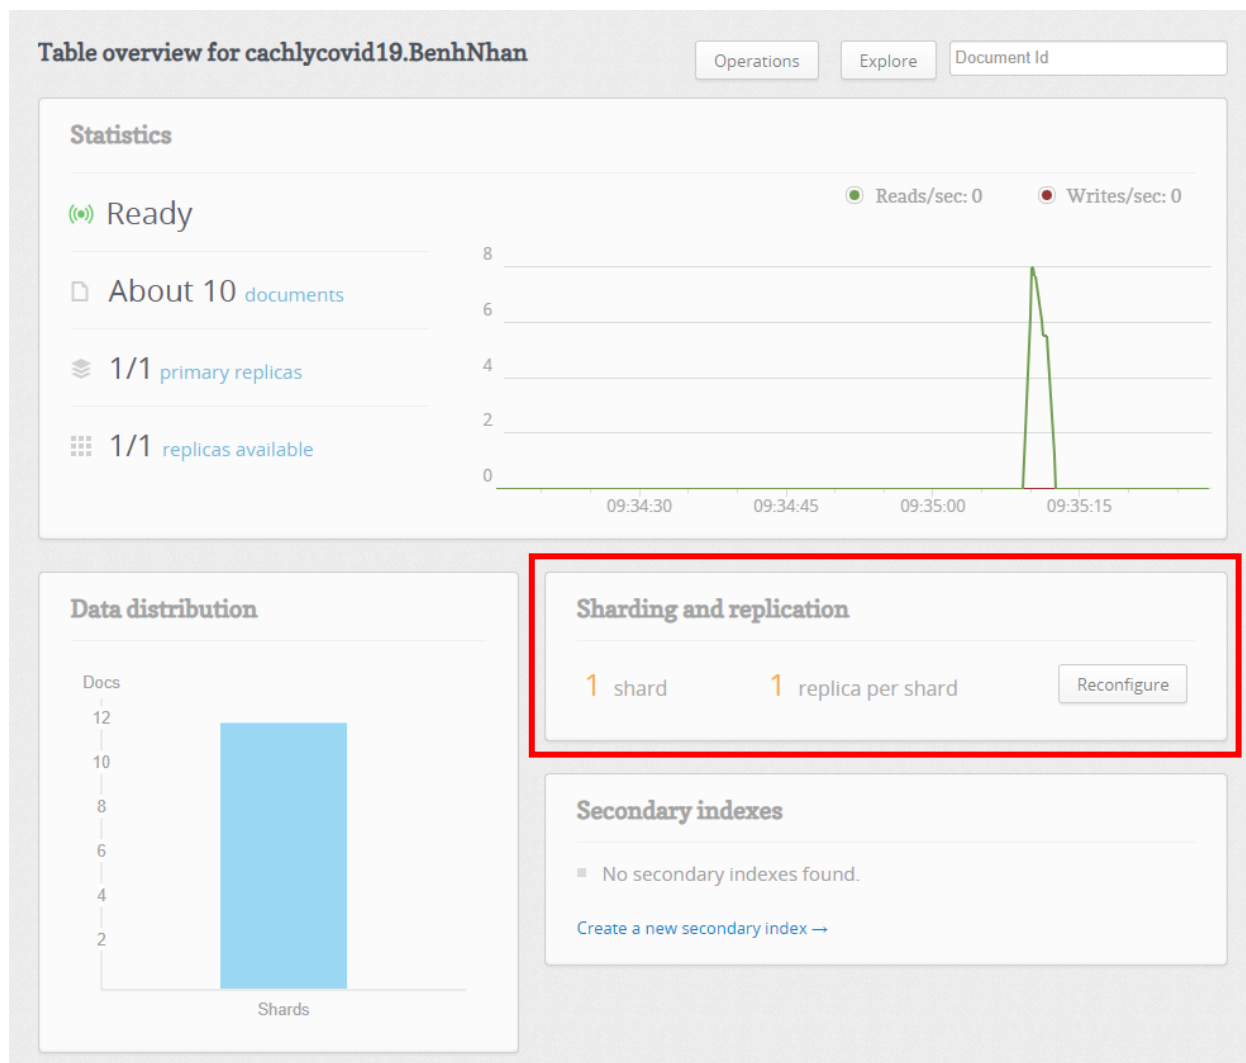 Table overview for cachlycovid19.BenhNhan
Operations
Explore
Document Id
Statistics
Ready
About 10 documents
1/1 primary replicas
1/1 replicas available
Reads/sec: 0
Writes/sec: 0
8
6
4
2
0
09:34:30
09:34:45
09:35:00
09:35:15
Data distribution
Docs
12
10
8
6
4
2
Shards
Sharding and replication
1 shard
1 replica per shard
Reconfigure
Secondary indexes
No secondary indexes found.
Create a new secondary index →